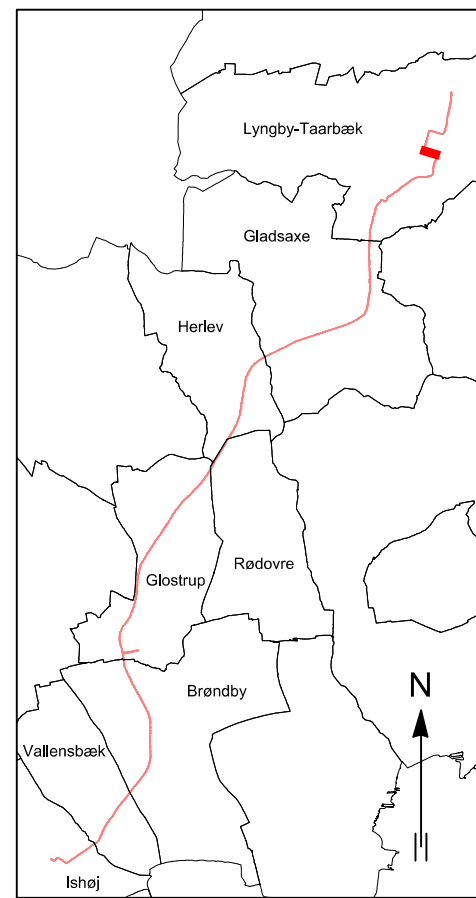 Lyngby-Taarbæk
Gladsaxe
Herlev
Rødovre
Glostrup
N
Brøndby
Vallensbæk
Ishøj